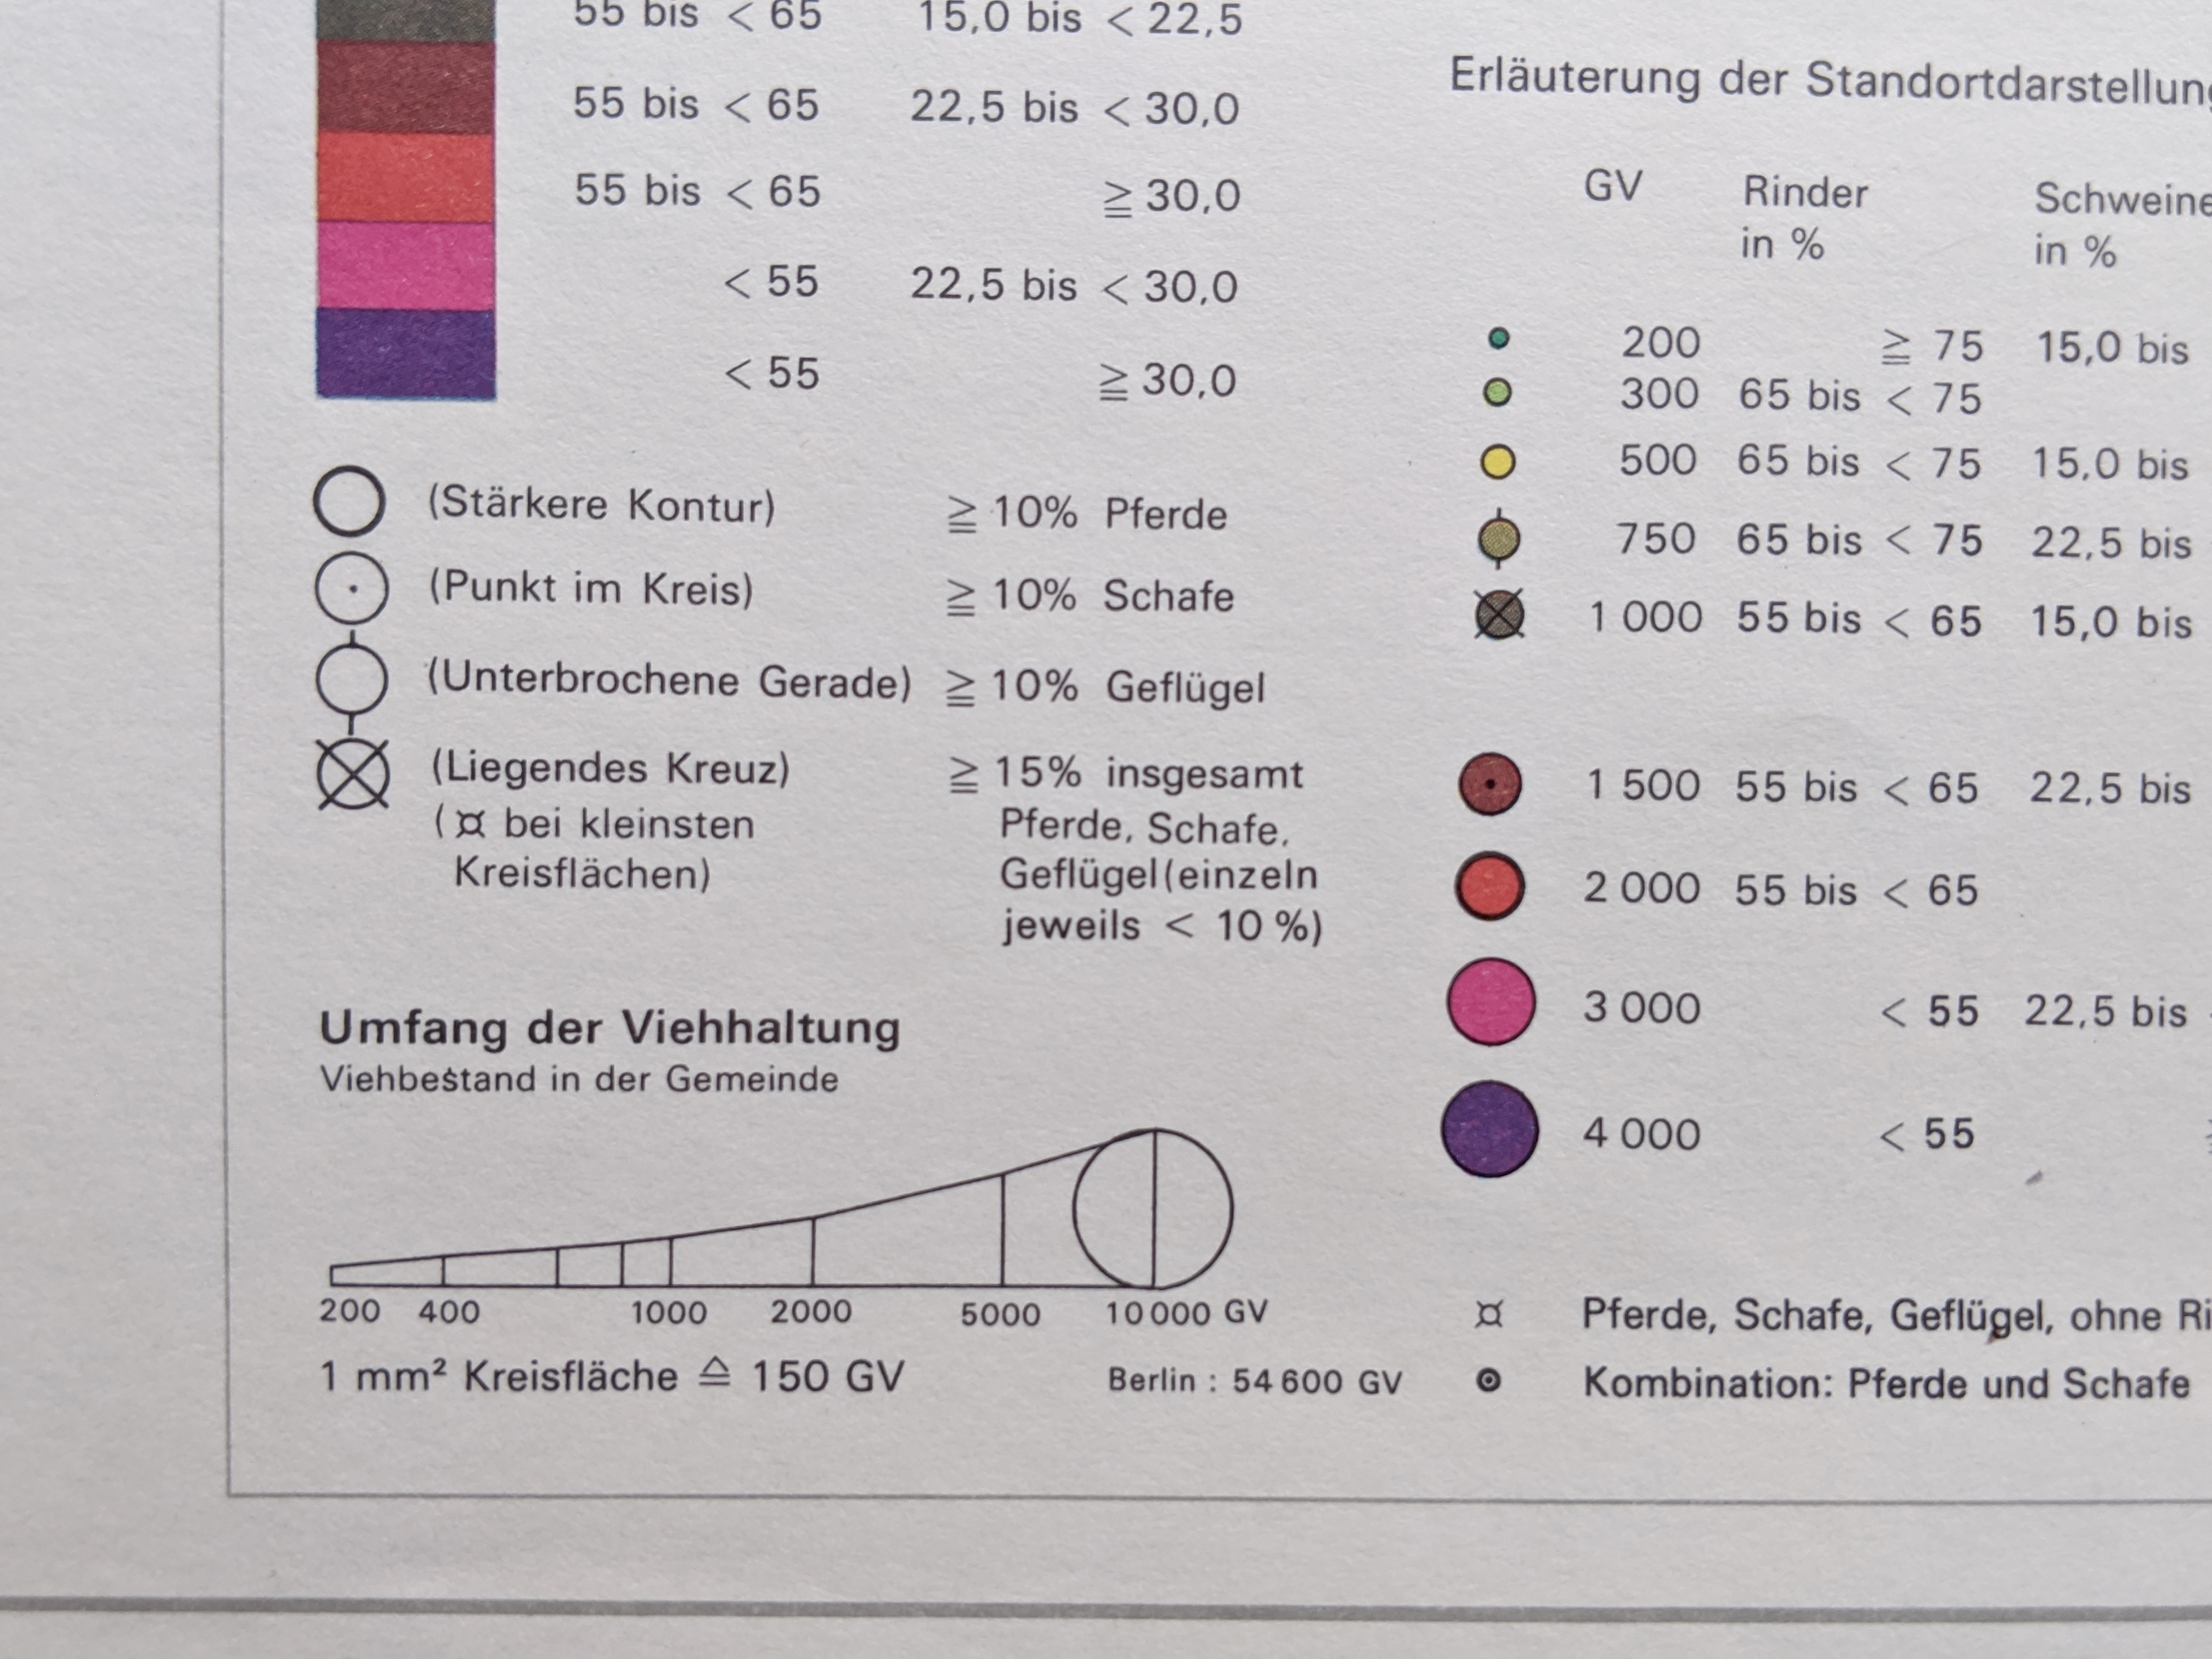 55 bis < 65 15,0 bis < 22,5
55 bis < 65 22,5 bis < 30,0
55 bis < 65 ≧ 30,0
< 55 22,5 bis < 30,0
< 55 ≧ 30,0
(Stärkere Kontur) ≧ 10% Pferde
(Punkt im Kreis) ≧ 10% Schafe
(Unterbrochene Gerade) ≧ 10% Geflügel
(Liegendes Kreuz) ≧ 15% insgesamt
(¤ bei kleinsten Pferde, Schafe,
Kreisflächen) Geflügel (einzeln
jeweils < 10 %)
Umfang der Viehhaltung
Viehbestand in der Gemeinde
200 400 1000 2000 5000 10 000 GV
1 mm² Kreisfläche ≙ 150 GV Berlin : 54 600 GV
Erläuterung der Standortdarstellung
GV Rinder Schweine
in % in %
200 ≧ 75 15,0 bis
300 65 bis < 75
500 65 bis < 75 15,0 bis
750 65 bis < 75 22,5 bis
1 000 55 bis < 65 15,0 bis
1 500 55 bis < 65 22,5 bis
2 000 55 bis < 65
3 000 < 55 22,5 bis
4 000 < 55
¤ Pferde, Schafe, Geflügel, ohne Ri
Kombination: Pferde und Schafe